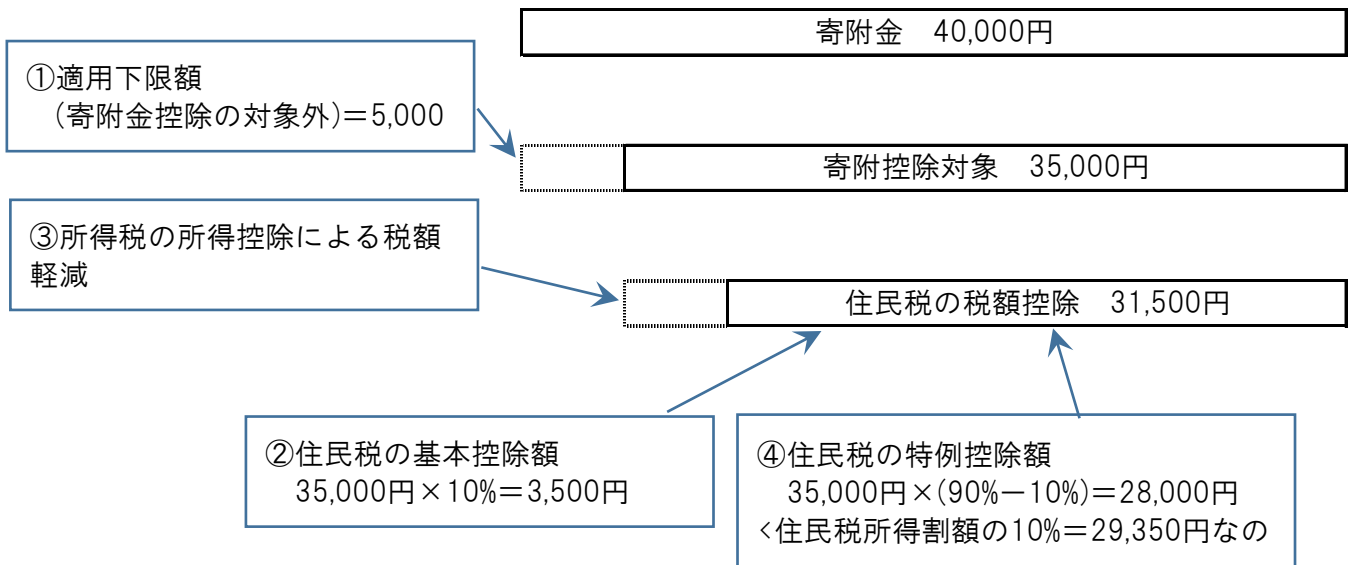 寄附金　40,000円
①適用下限額
(寄附金控除の対象外)＝5,000
寄附控除対象　35,000円
③所得税の所得控除による税額
軽減
住民税の税額控除　31,500円
②住民税の基本控除額
35,000円×10%＝3,500円
④住民税の特例控除額
35,000円×(90%－10%)＝28,000円
<住民税所得割額の10%＝29,350円なの